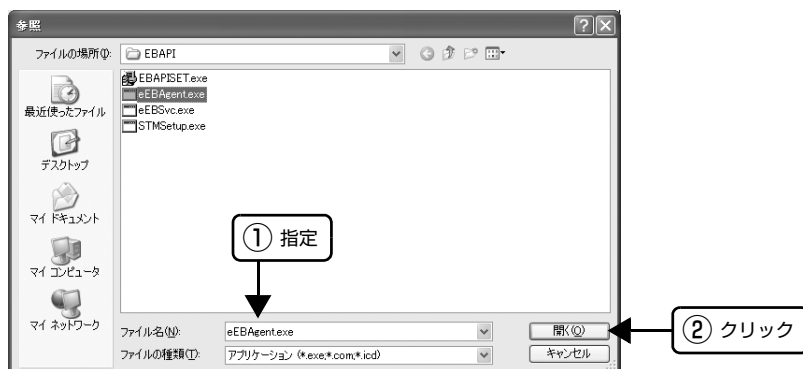 参照
ファイルの場所(I):
EBAPI
EBAPISET.exe
eEBAgent.exe
eEBSvc.exe
STMSetup.exe
最近使ったファイル
デスクトップ
マイ ドキュメント
マイ コンピュータ
マイ ネットワーク
① 指定
ファイル名(N):
eEBAgent.exe
開く(O)
② クリック
ファイルの種類(T):
アプリケーション (*.exe;*.com;*.icd)
キャンセル